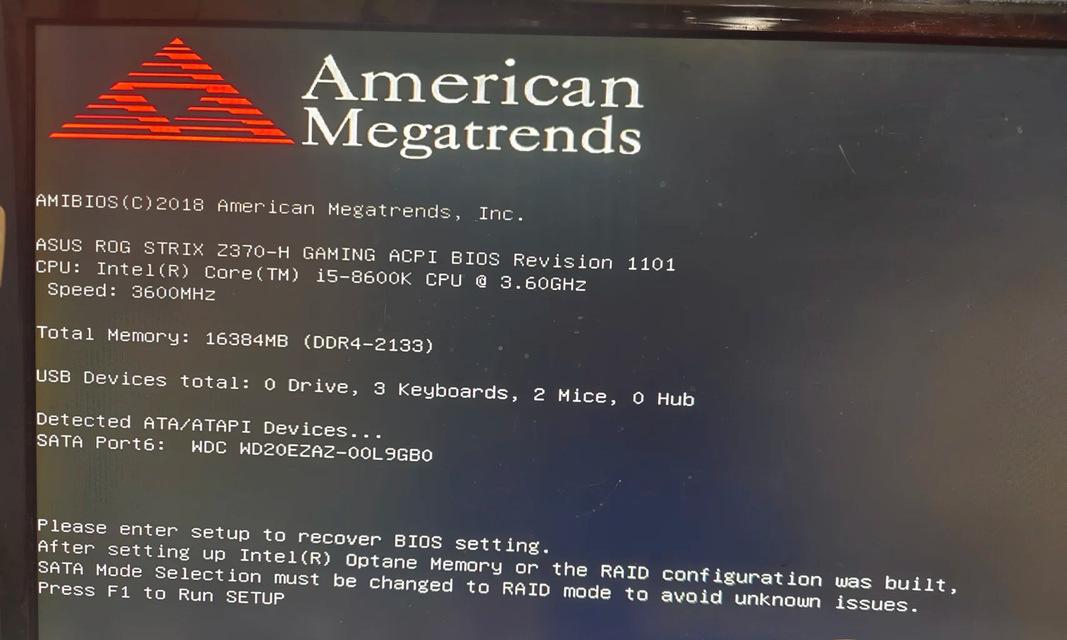 American
Megatrends
AMIBIOS(C)2018 American Megatrends, Inc.
ASUS ROG STRIX Z370-H GAMING ACPI BIOS Revision 1101
CPU: Intel(R) Core(TM) i5-8600K CPU @ 3.60GHz
Speed: 3600MHz
Total Memory: 16384MB (DDR4-2133)
USB Devices total: 0 Drive, 3 Keyboards, 2 Mice, 0 Hub
Detected ATA/ATAPI Devices...
SATA Port6: WDC WD20EZAZ-00L9GB0
Please enter setup to recover BIOS setting.
After setting up Intel(R) Optane Memory or the RAID configuration was built,
SATA Mode Selection must be changed to RAID mode to avoid unknown issues.
Press F1 to Run SETUP